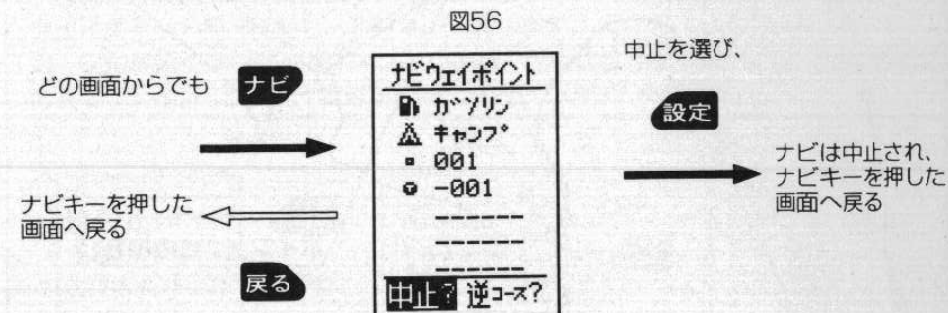 図56
どの画面からでも
ナビ
ナビキーを押した
画面へ戻る
戻る
ナビウェイポイント
ガソリン
キャンプ
001
-001
------
------
------
中止? 逆コース?
中止を選び、
設定
ナビは中止され、
ナビキーを押した
画面へ戻る